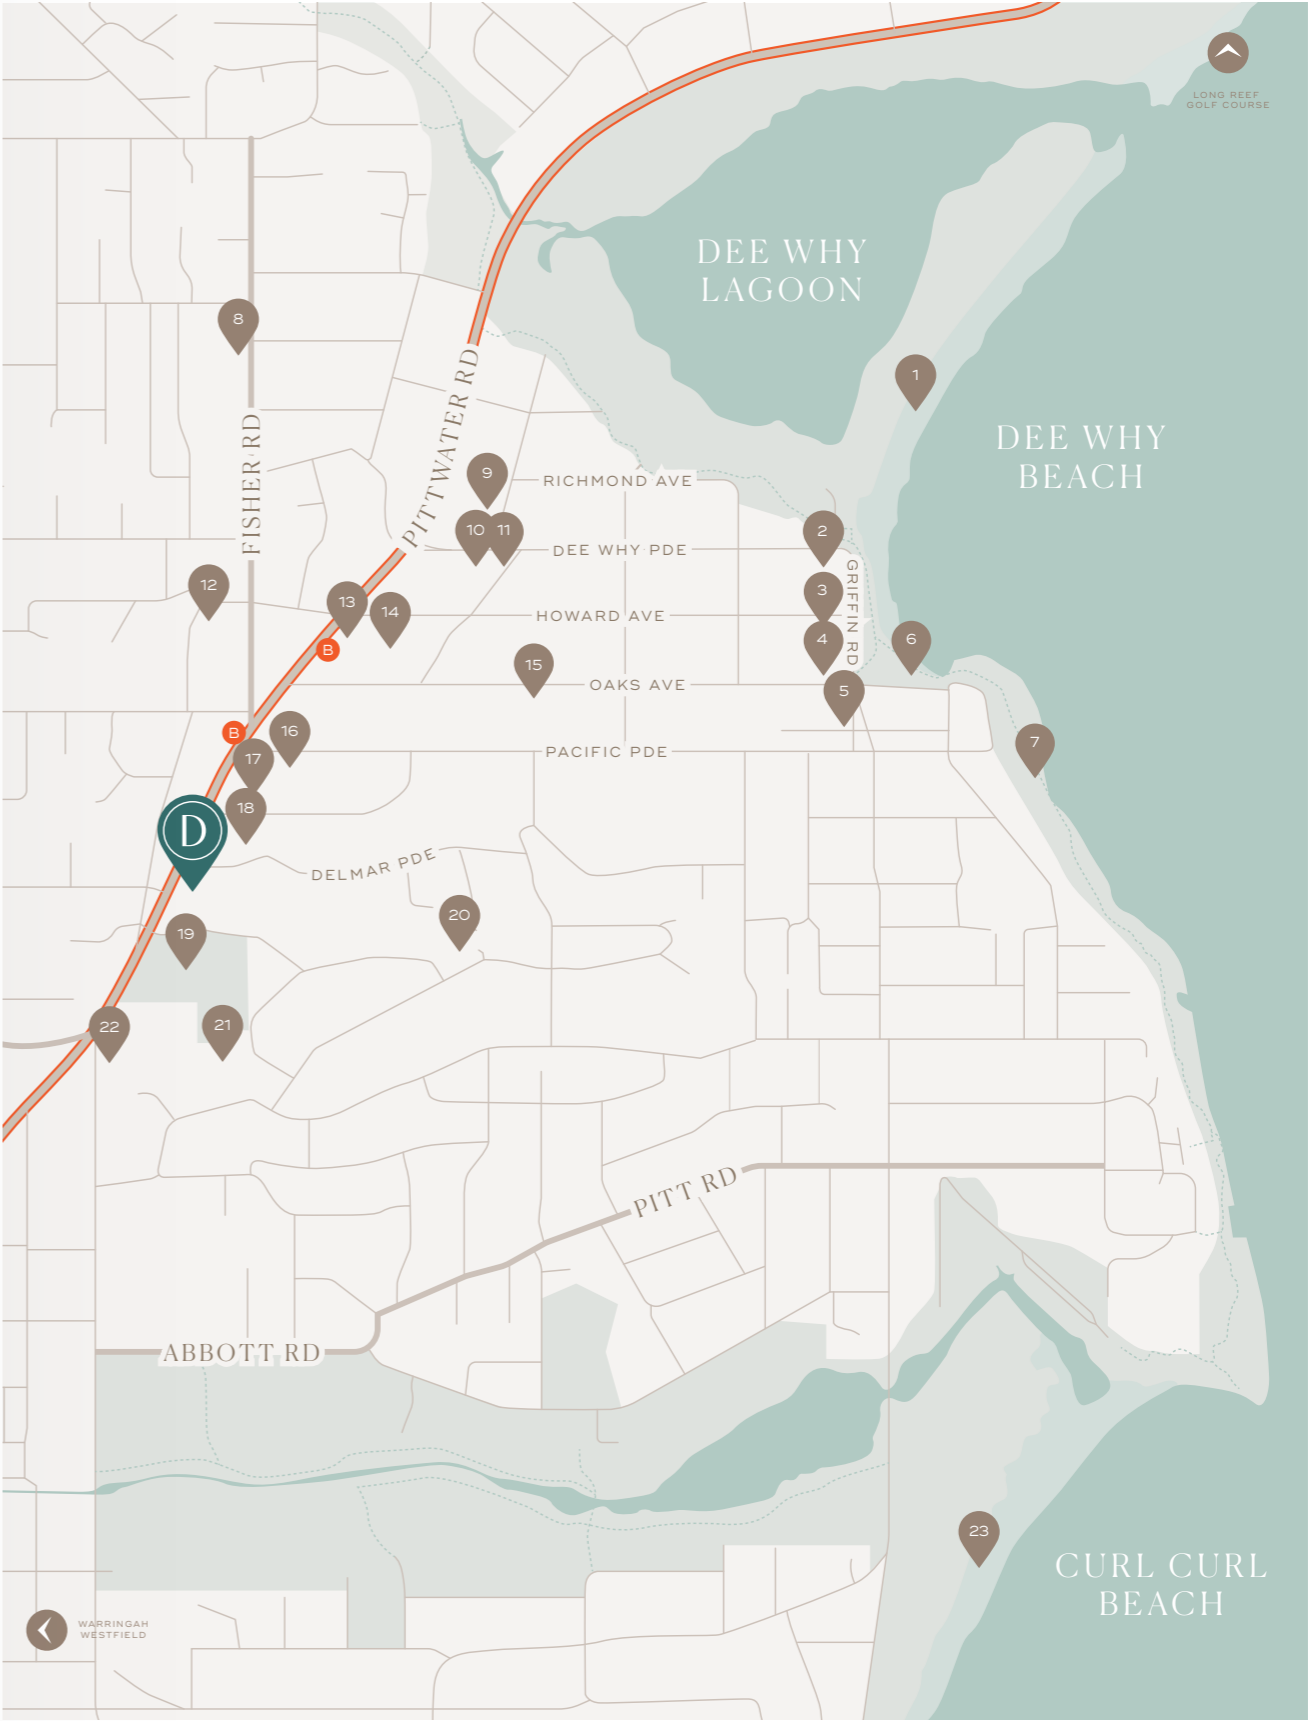 LONG REEF
GOLF COURSE
DEE WHY
LAGOON
8
PITTWATER RD
1
FISHER RD
DEE WHY
BEACH
9
RICHMOND AVE
10
11
2
DEE WHY PDE
GRIFFIN RD
12
3
13
14
HOWARD AVE
B
4
6
15
OAKS AVE
5
B
16
7
17
PACIFIC PDE
18
D
DELMAR PDE
20
19
22
21
PITT RD
ABBOTT RD
23
CURL CURL
BEACH
WARRINGAH
WESTFIELD